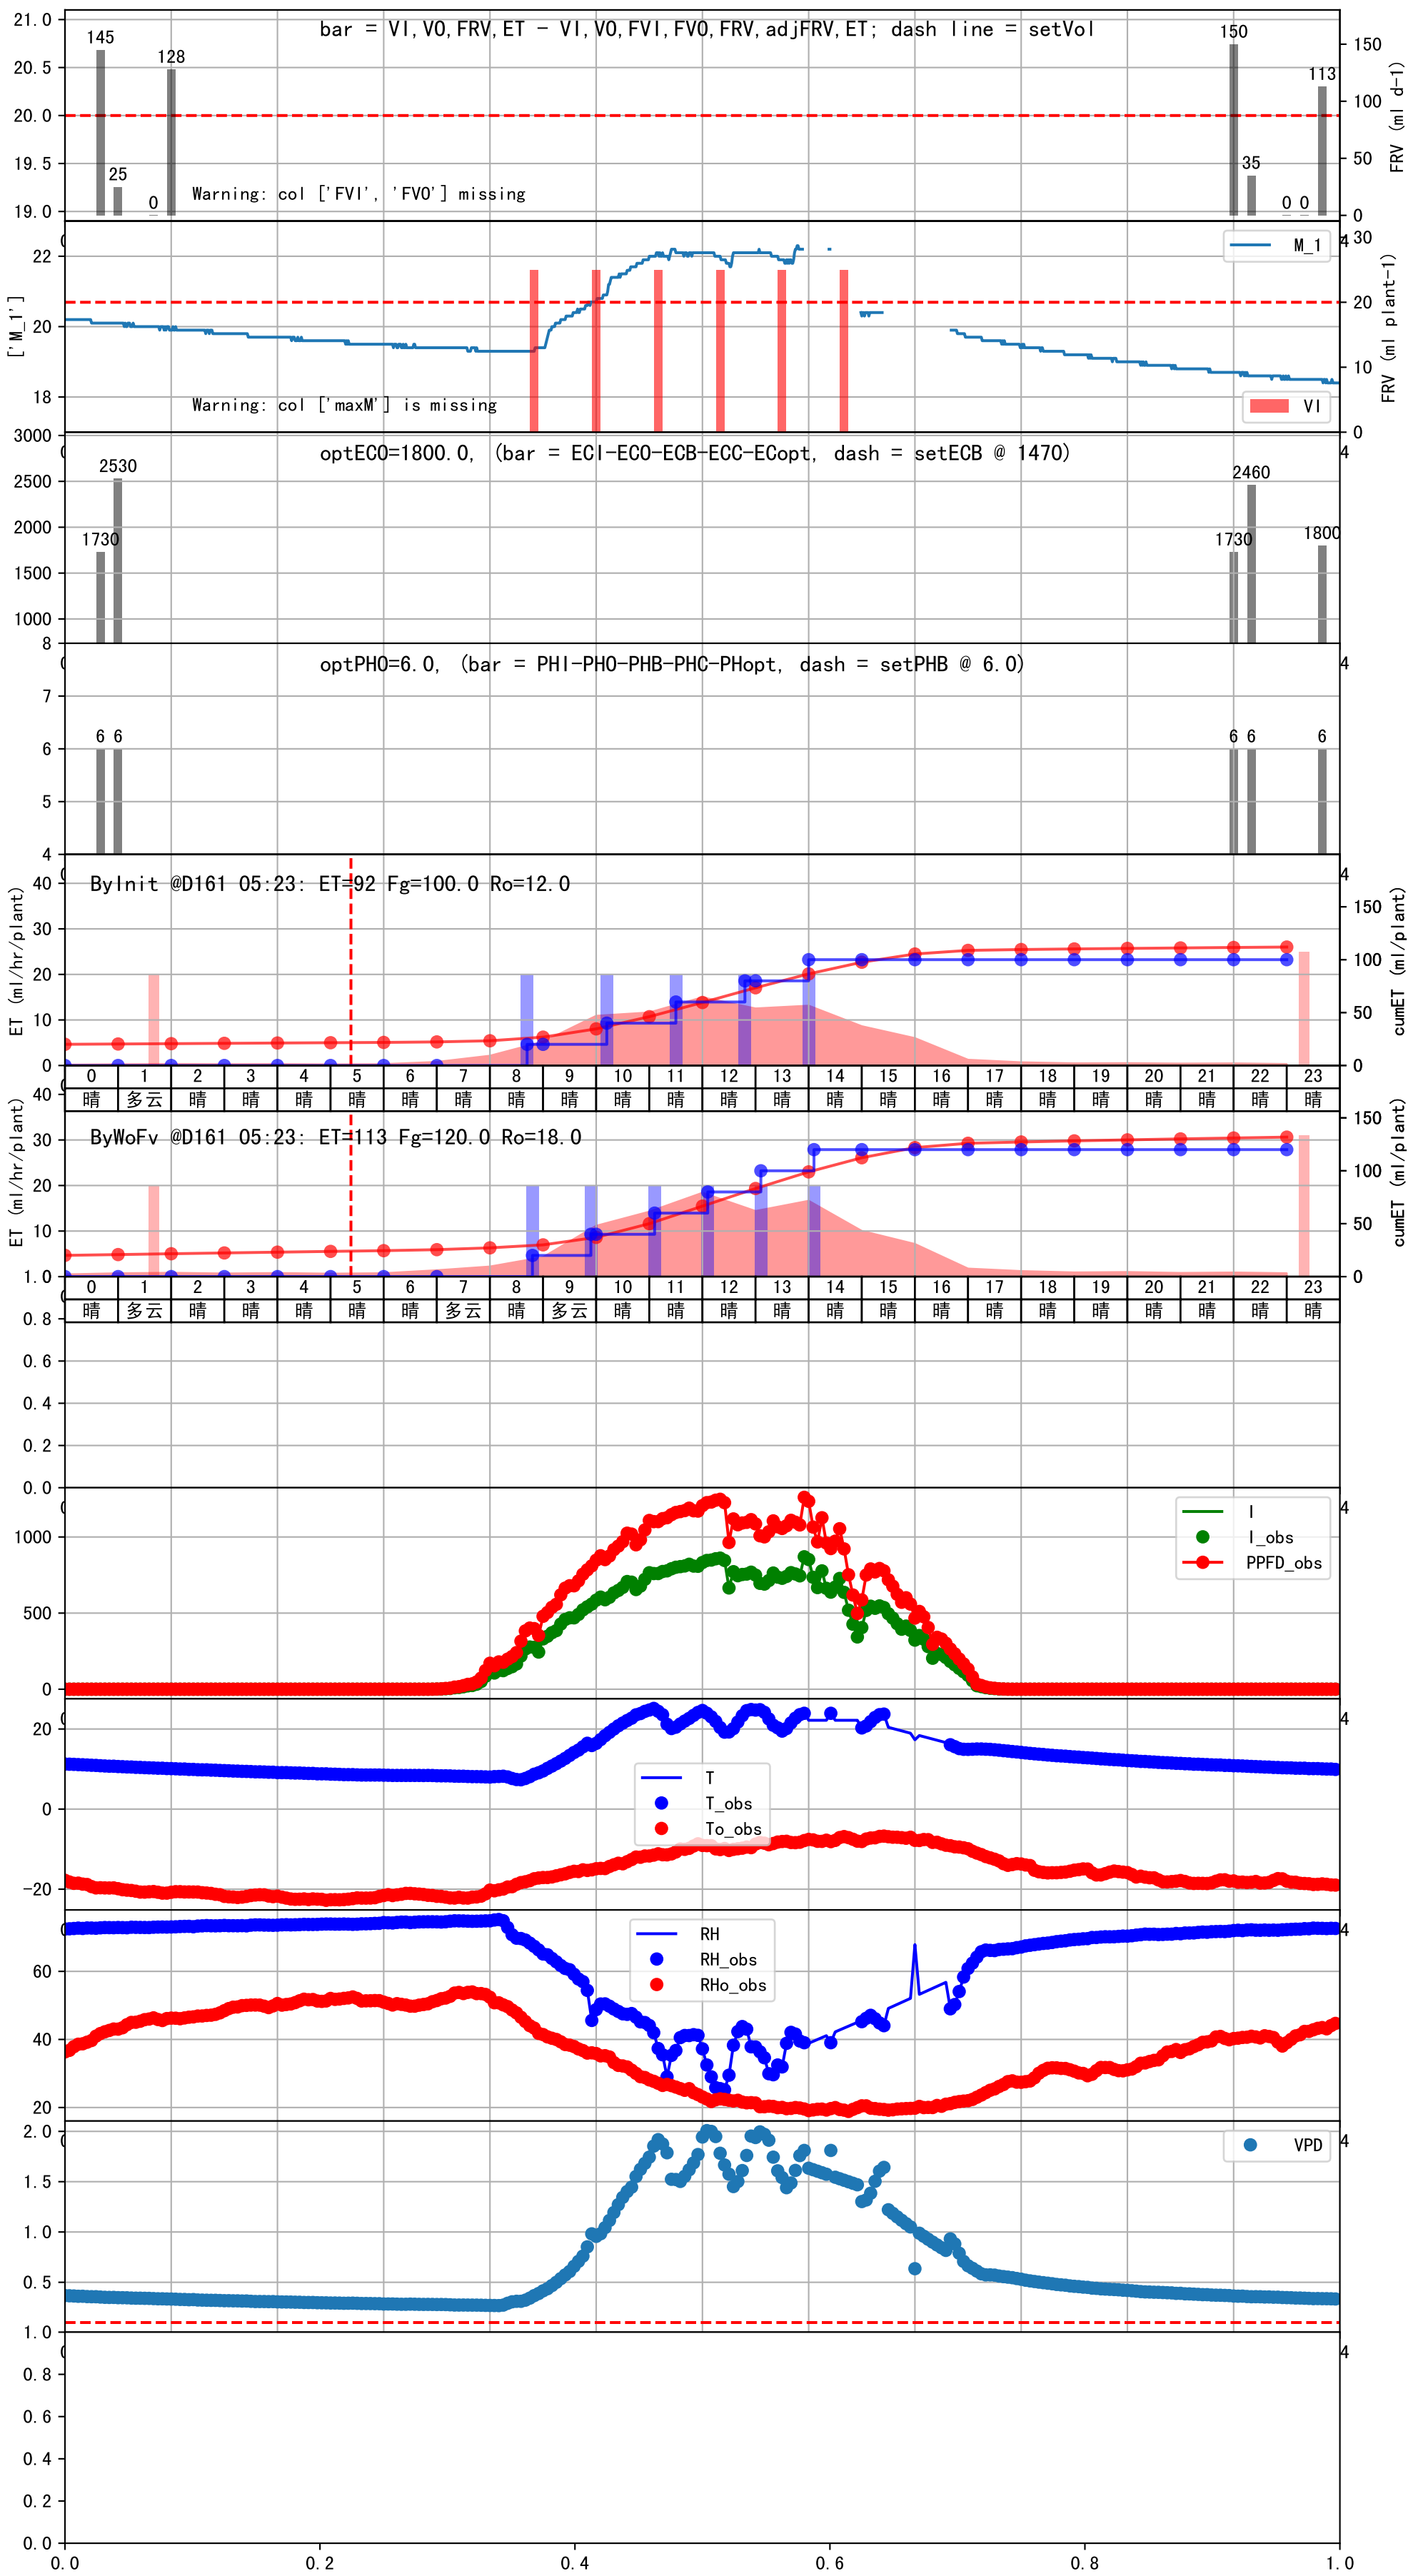 bar = VI,VO,FRV,ET - VI,VO,FVI,FVO,FRV,adjFRV,ET; dash line = setVol
21.0
20.5
20.0
19.5
19.0
145
25
0
128
150
35
0 0
113
150
100
50
0
FRV (ml d-1)
Warning: col ['FVI', 'FVO'] missing
['M_1']
22
20
18
M_1
VI
30
20
10
0
FRV (ml plant-1)
Warning: col ['maxM'] is missing
optECO=1800.0, (bar = ECI-ECO-ECB-ECC-ECopt, dash = setECB @ 1470)
3000
2500
2000
1500
1000
1730
2530
1730
2460
1800
4
optPHO=6.0, (bar = PHI-PHO-PHB-PHC-PHopt, dash = setPHB @ 6.0)
8
7
6
5
4
6 6
6 6
6
4
ByInit @D161 05:23: ET=92 Fg=100.0 Ro=12.0
ET (ml/hr/plant)
40
30
20
10
0
150
100
50
0
cumET (ml/plant)
4
0 1 2 3 4 5 6 7 8 9 10 11 12 13 14 15 16 17 18 19 20 21 22 23
晴 多云 晴 晴 晴 晴 晴 晴 晴 晴 晴 晴 晴 晴 晴 晴 晴 晴 晴 晴 晴 晴 晴 晴
ByWoFv @D161 05:23: ET=113 Fg=120.0 Ro=18.0
ET (ml/hr/plant)
40
30
20
10
150
100
50
0
cumET (ml/plant)
0 1 2 3 4 5 6 7 8 9 10 11 12 13 14 15 16 17 18 19 20 21 22 23
晴 多云 晴 晴 晴 晴 晴 多云 晴 多云 晴 晴 晴 晴 晴 晴 晴 晴 晴 晴 晴 晴 晴 晴
1.0
0.8
0.6
0.4
0.2
0.0
4
1000
500
0
I
I_obs
PPFD_obs
4
20
0
-20
T
T_obs
To_obs
4
60
40
20
RH
RH_obs
RHo_obs
4
2.0
1.5
1.0
0.5
VPD
4
1.0
0.8
0.6
0.4
0.2
0.0
0.0 0.2 0.4 0.6 0.8 1.0